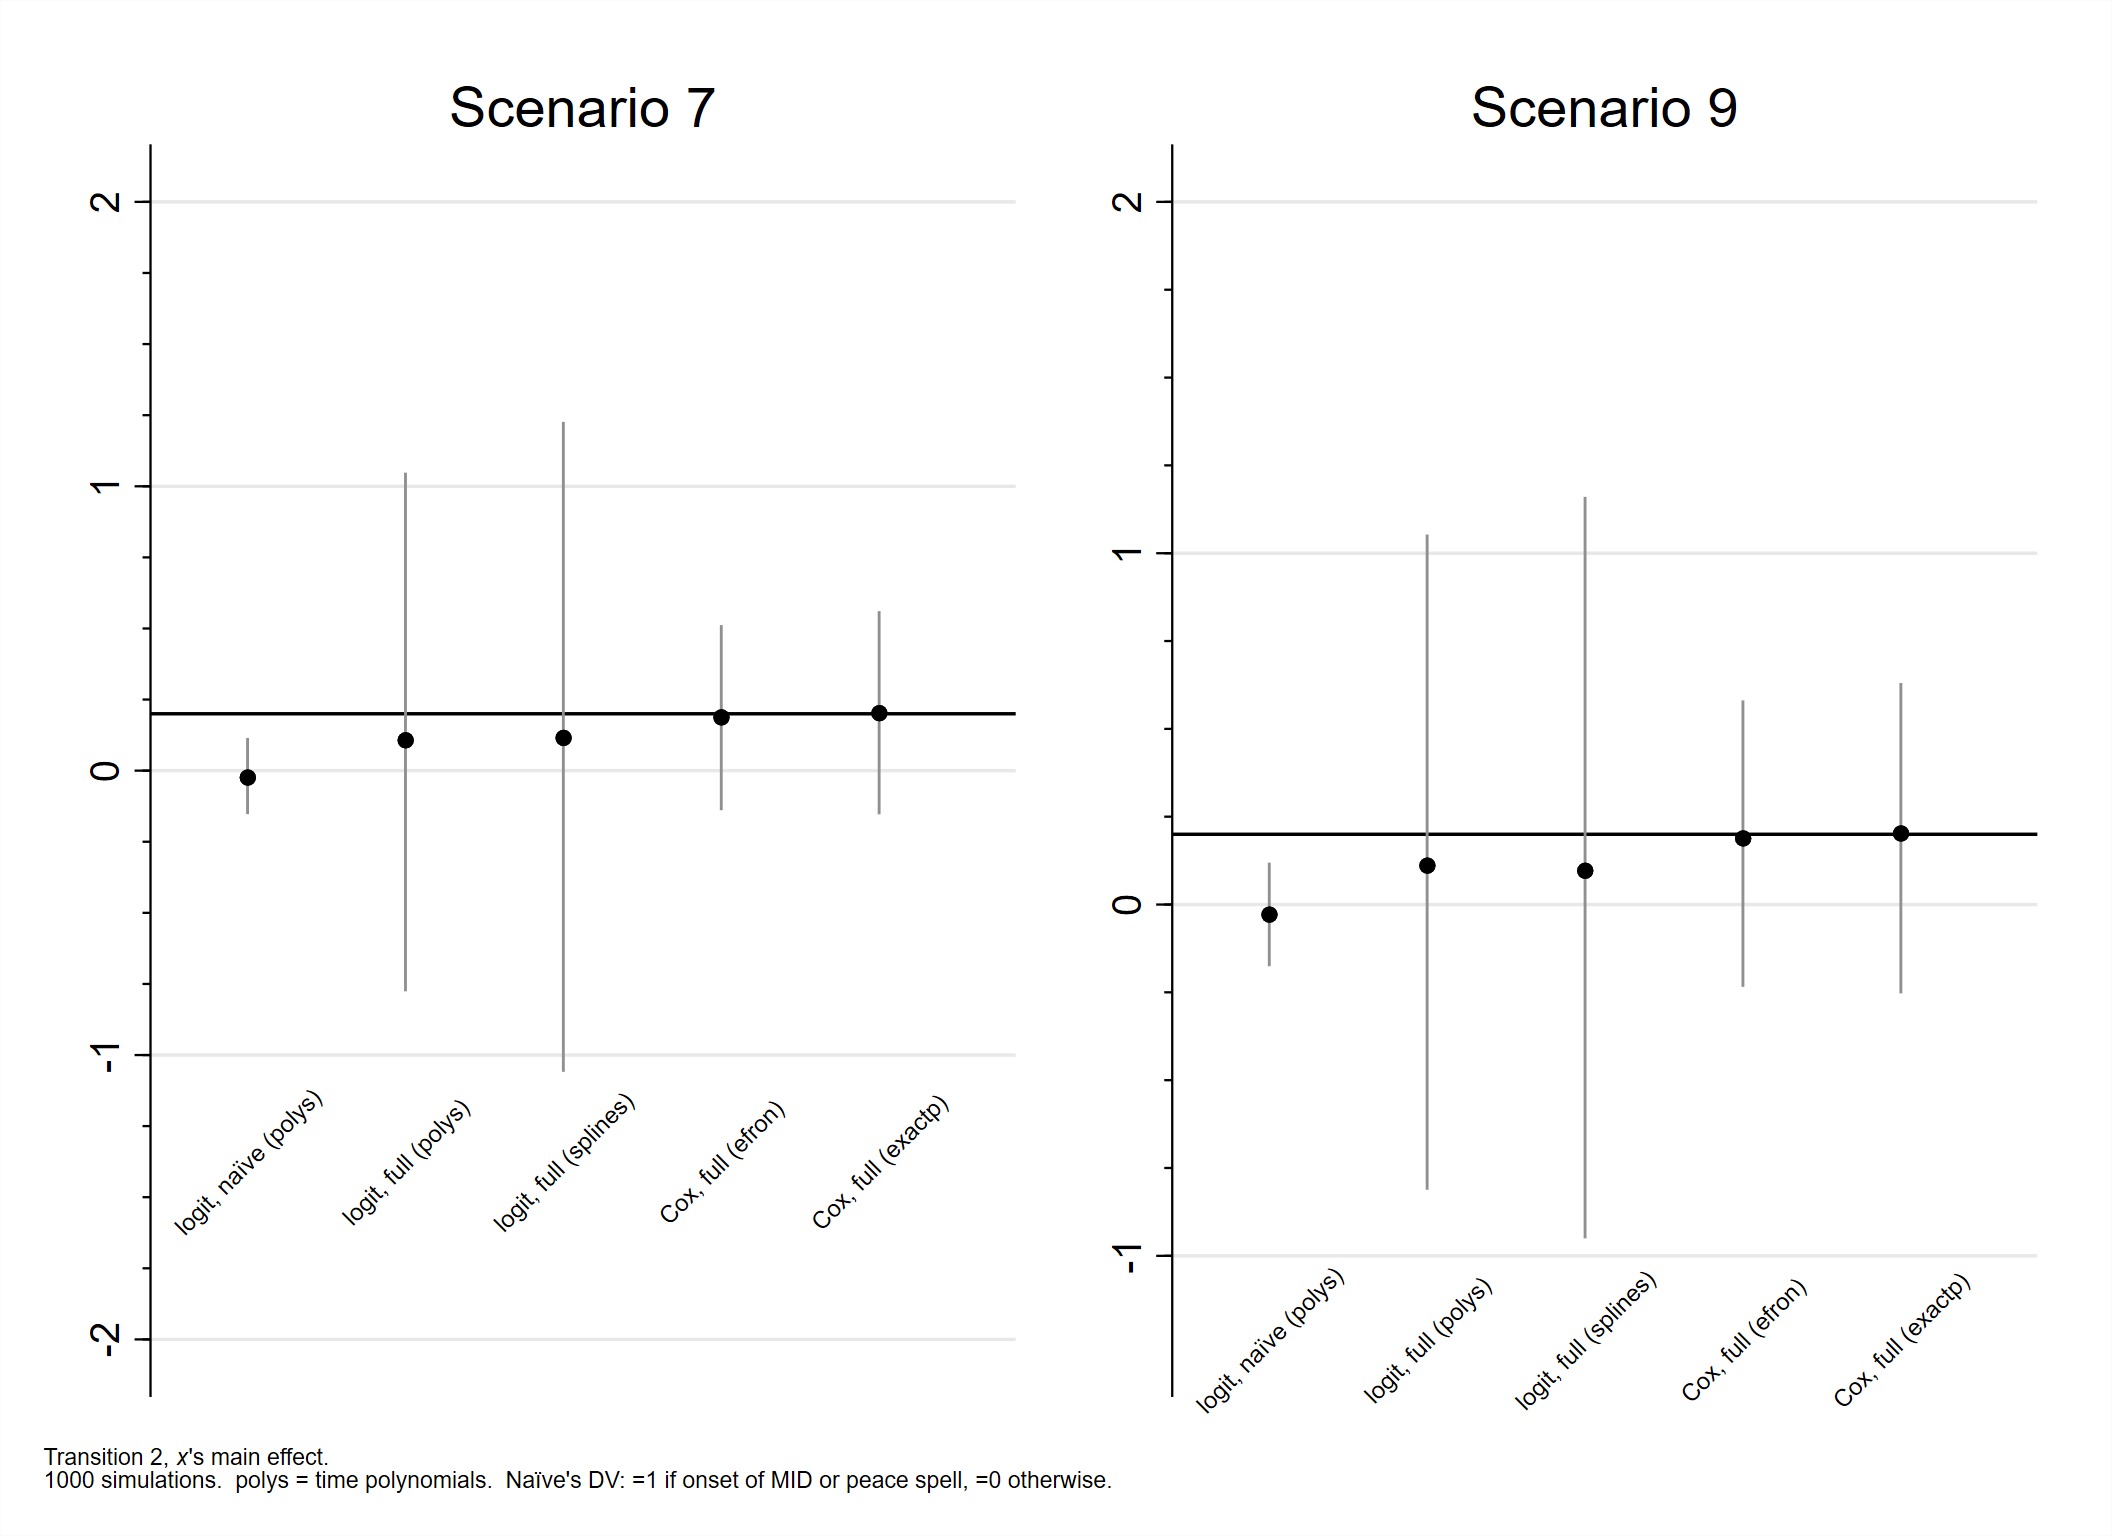 Scenario 7
2
1
0
-1
-2
logit, naïve (polys)
logit, full (polys)
logit, full (splines)
Cox, full (efron)
Cox, full (exactp)
Scenario 9
2
1
0
-1
logit, naïve (polys)
logit, full (polys)
logit, full (splines)
Cox, full (efron)
Cox, full (exactp)
Transition 2, x's main effect.
1000 simulations.  polys = time polynomials.  Naïve's DV: =1 if onset of MID or peace spell, =0 otherwise.